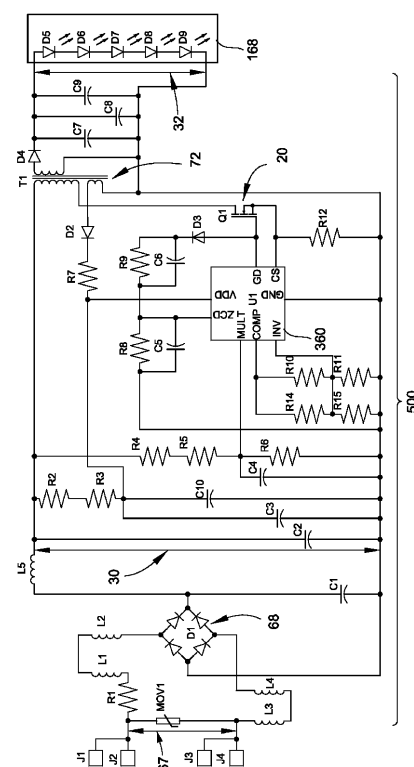 D5
D6
D7
D8
D9
168
32
C9
C8
C7
D4
T1
72
20
Q1
D2
D3
R7
R9
C6
R12
GD
CS
VDD
U1
GND
ZCD
MULT
COMP
INV
360
R8
C5
R10
R11
R14
R15
R4
R5
R6
C4
R2
R3
C10
C3
C2
500
L5
30
C1
L2
L1
D1
68
R1
MOV1
L4
L3
J1
J2
67
J3
J4